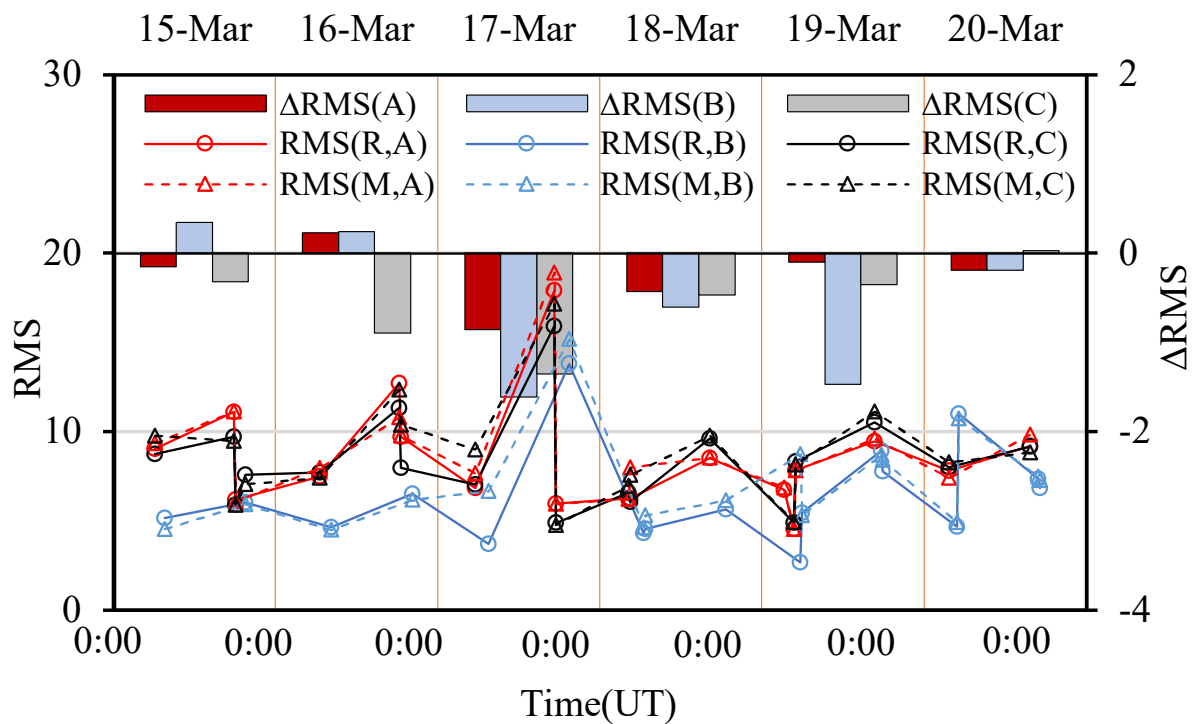 15-Mar 16-Mar 17-Mar 18-Mar 19-Mar 20-Mar
30 2
ΔRMS(A) ΔRMS(B) ΔRMS(C)
RMS(R,A) RMS(R,B) RMS(R,C)
RMS(M,A) RMS(M,B) RMS(M,C)
20 0
RMS
ΔRMS
10 -2
0 -4
0:00 0:00 0:00 0:00 0:00 0:00 0:00
Time(UT)